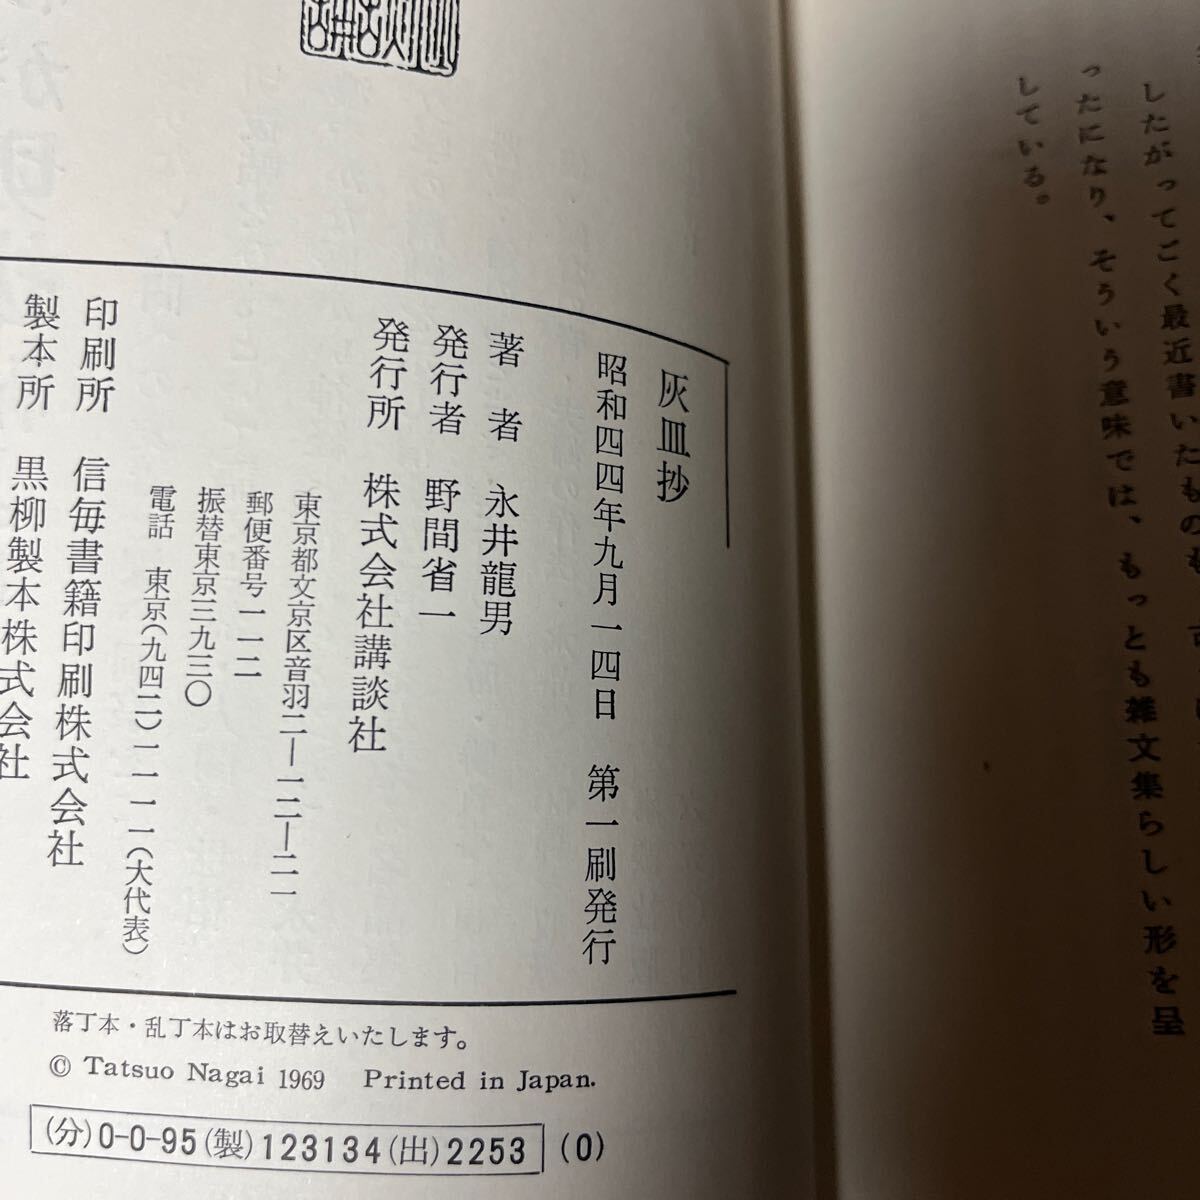 したがってごく最近書いたものも
ったになり、そういう意味では、もっとも雑文集らしい形を呈
している。
灰皿抄
昭和四四年九月一四日　第一刷発行
著者　永井龍男
発行者　野間省一
発行所　株式会社講談社
東京都文京区音羽二―一二―二一
郵便番号一一二
振替東京三九三〇
電話　東京(九四二)一一一一(大代表)
印刷所　信毎書籍印刷株式会社
製本所　黒柳製本株式会社
落丁本・乱丁本はお取替えいたします。
© Tatsuo Nagai 1969 Printed in Japan.
(分)0-0-95(製)123134(出)2253 (0)